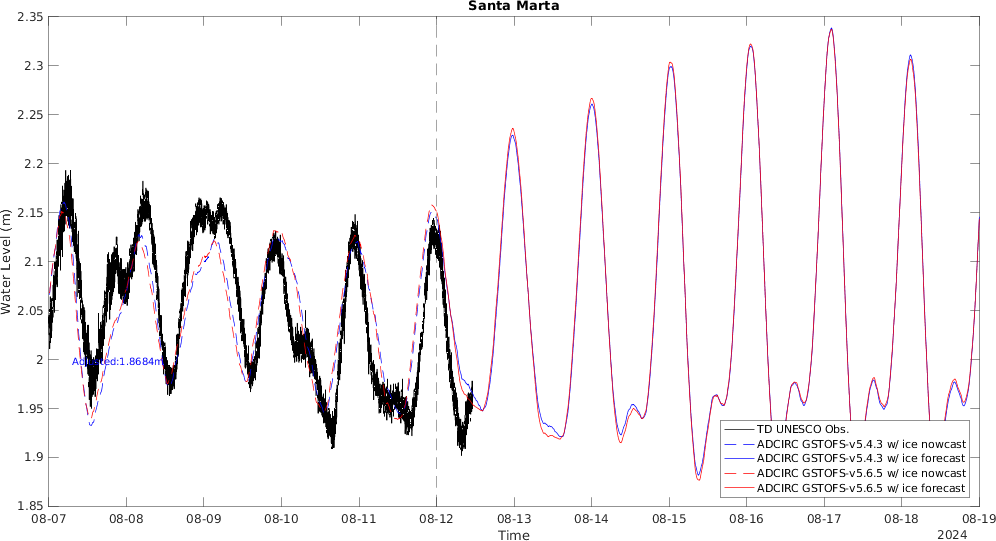 Santa Marta
2.35
2.3
2.25
2.2
2.15
2.1
2.05
2
1.95
1.9
1.85
Water Level (m)
08-07 08-08 08-09 08-10 08-11 08-12 08-13 08-14 08-15 08-16 08-17 08-18 08-19
Time
2024
TD UNESCO Obs.
ADCIRC GSTOFS-v5.4.3 w/ ice nowcast
ADCIRC GSTOFS-v5.4.3 w/ ice forecast
ADCIRC GSTOFS-v5.6.5 w/ ice nowcast
ADCIRC GSTOFS-v5.6.5 w/ ice forecast